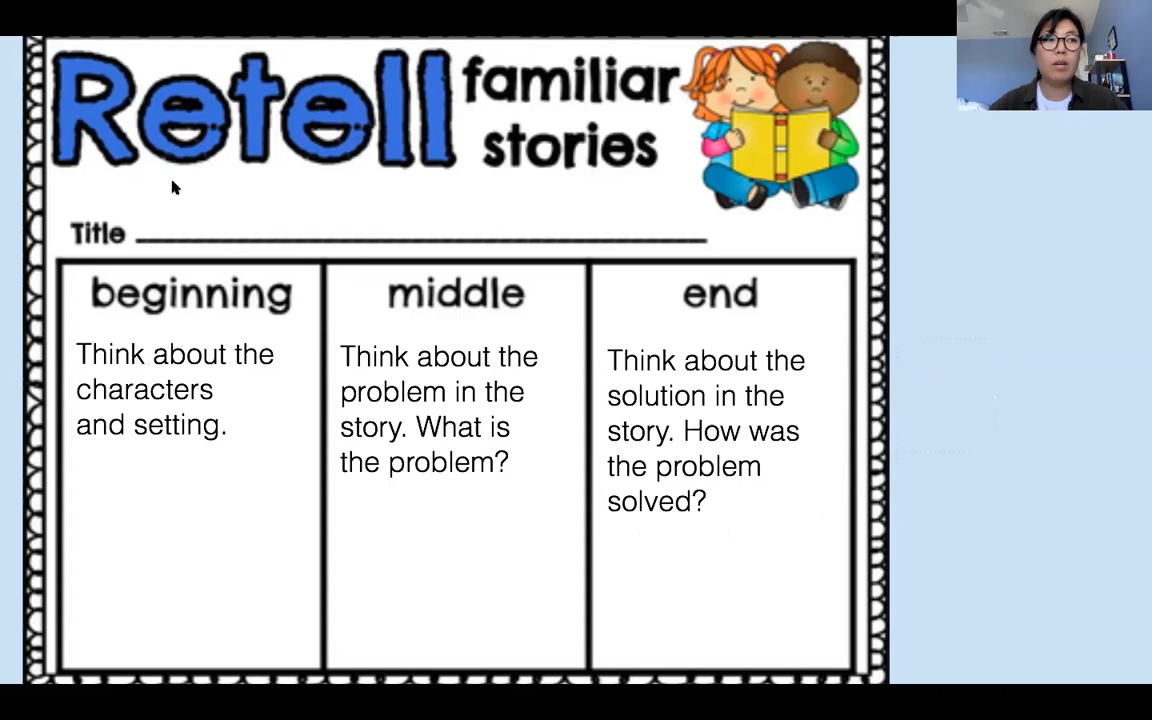 Retell familiar
stories
Title
beginning
Think about the
characters
and setting.
middle
Think about the
problem in the
story. What is
the problem?
end
Think about the
solution in the
story. How was
the problem
solved?